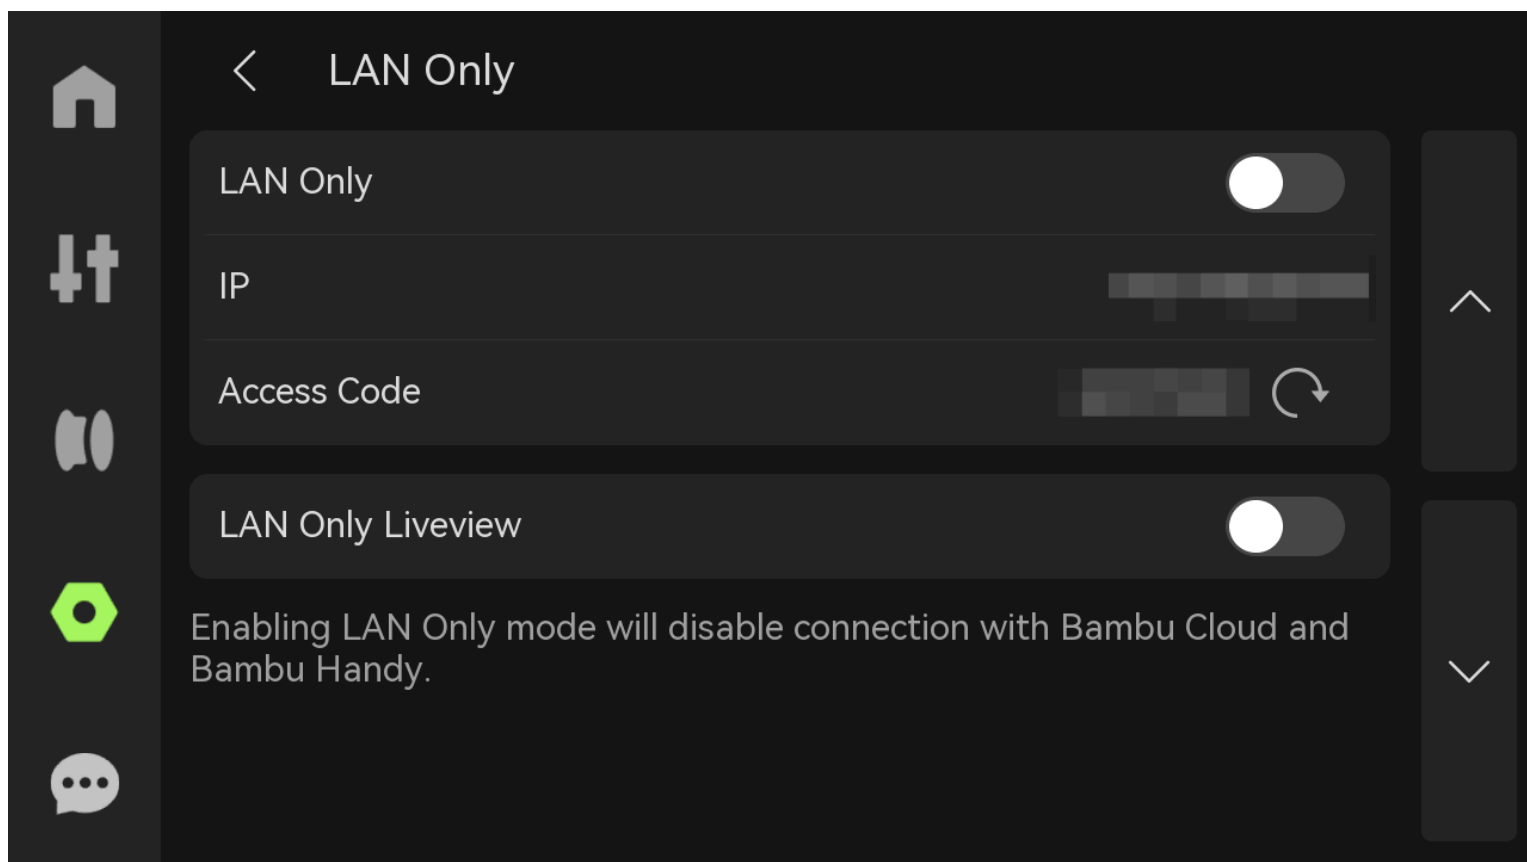 LAN Only
LAN Only
IP
Access Code
LAN Only Liveview
Enabling LAN Only mode will disable connection with Bambu Cloud and
Bambu Handy.